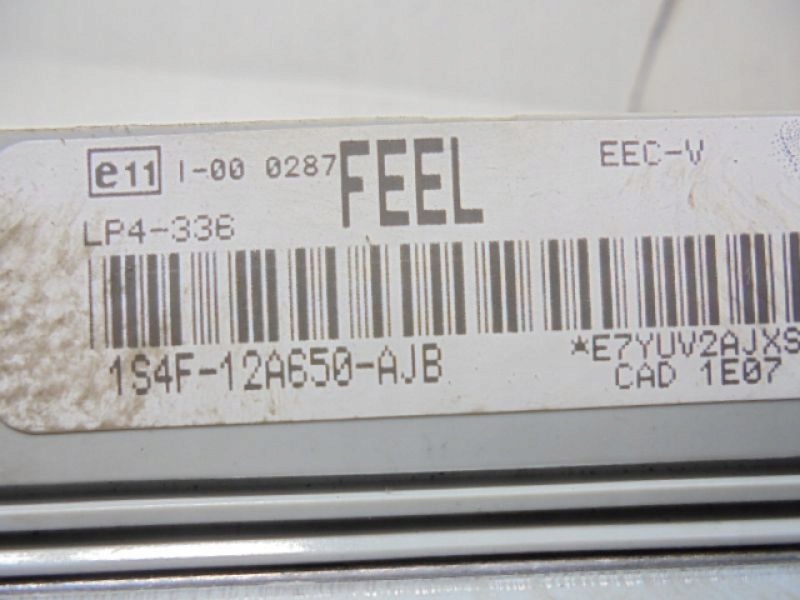 e11 I-00 0287 FEEL EEC-V
LP4-336
1S4F-12A650-AJB *E7YUV2AJXS
CAD 1E07